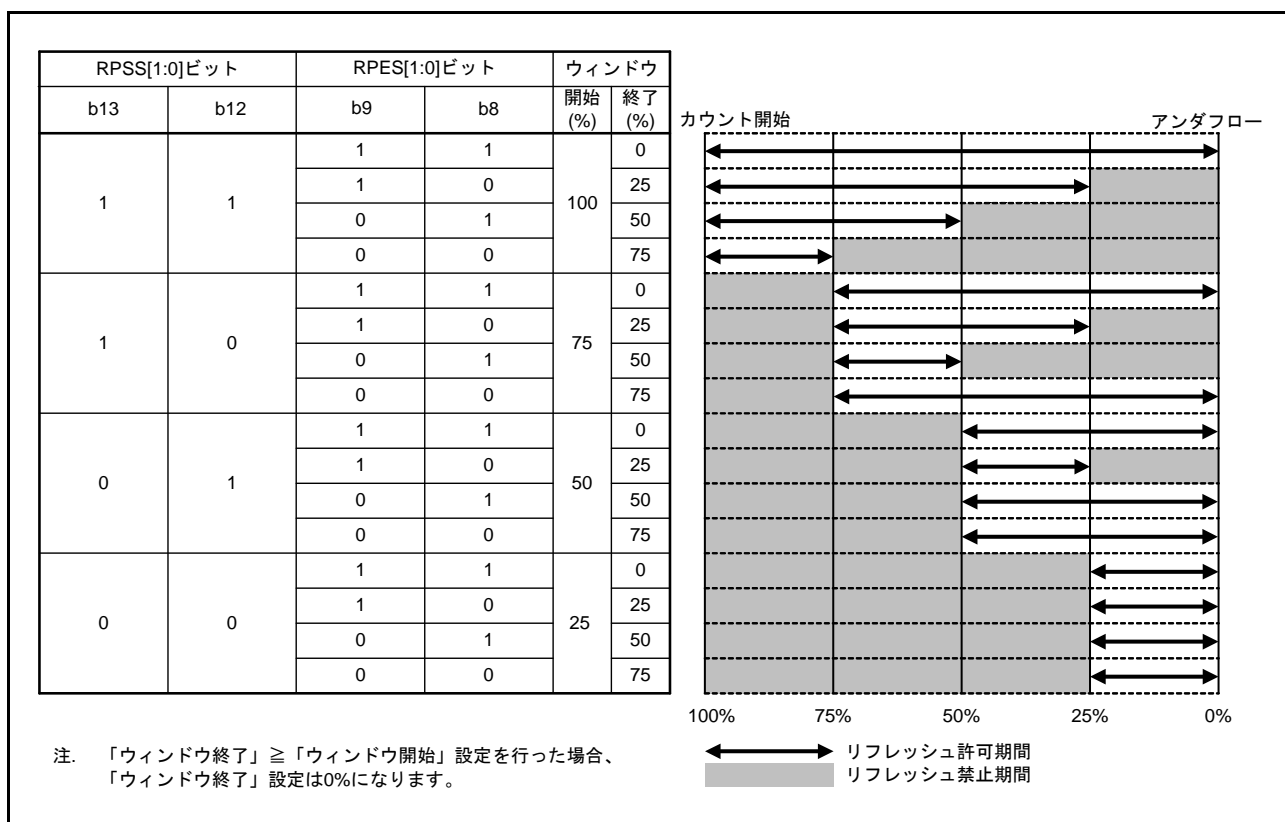 RPSS[1:0]ビット RPES[1:0]ビット ウィンドウ
b13 b12 b9 b8 開始(%) 終了(%)
カウント開始 アンダフロー
1 1 1 1 100 0
1 0 25
0 1 50
0 0 75
1 0 1 1 75 0
1 0 25
0 1 50
0 0 75
0 1 1 1 50 0
1 0 25
0 1 50
0 0 75
0 0 1 1 25 0
1 0 25
0 1 50
0 0 75
100% 75% 50% 25% 0%
注. 「ウィンドウ終了」≧「ウィンドウ開始」設定を行った場合、
「ウィンドウ終了」設定は0%になります。
リフレッシュ許可期間
リフレッシュ禁止期間